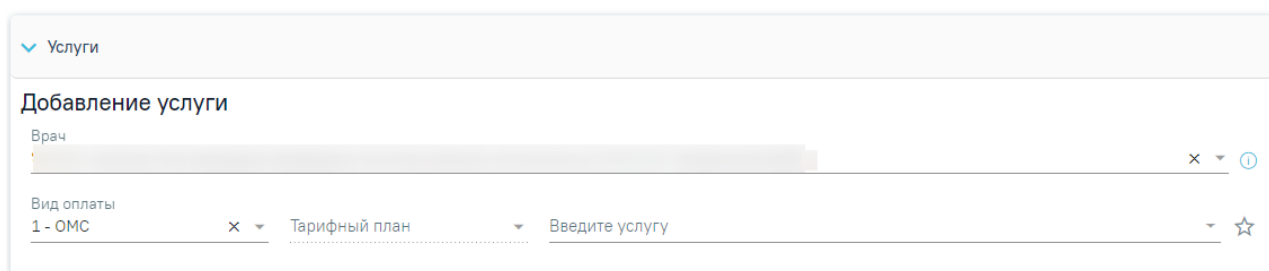 Услуги
Добавление услуги
Врач
Вид оплаты
1 - ОМС Тарифный план Введите услугу